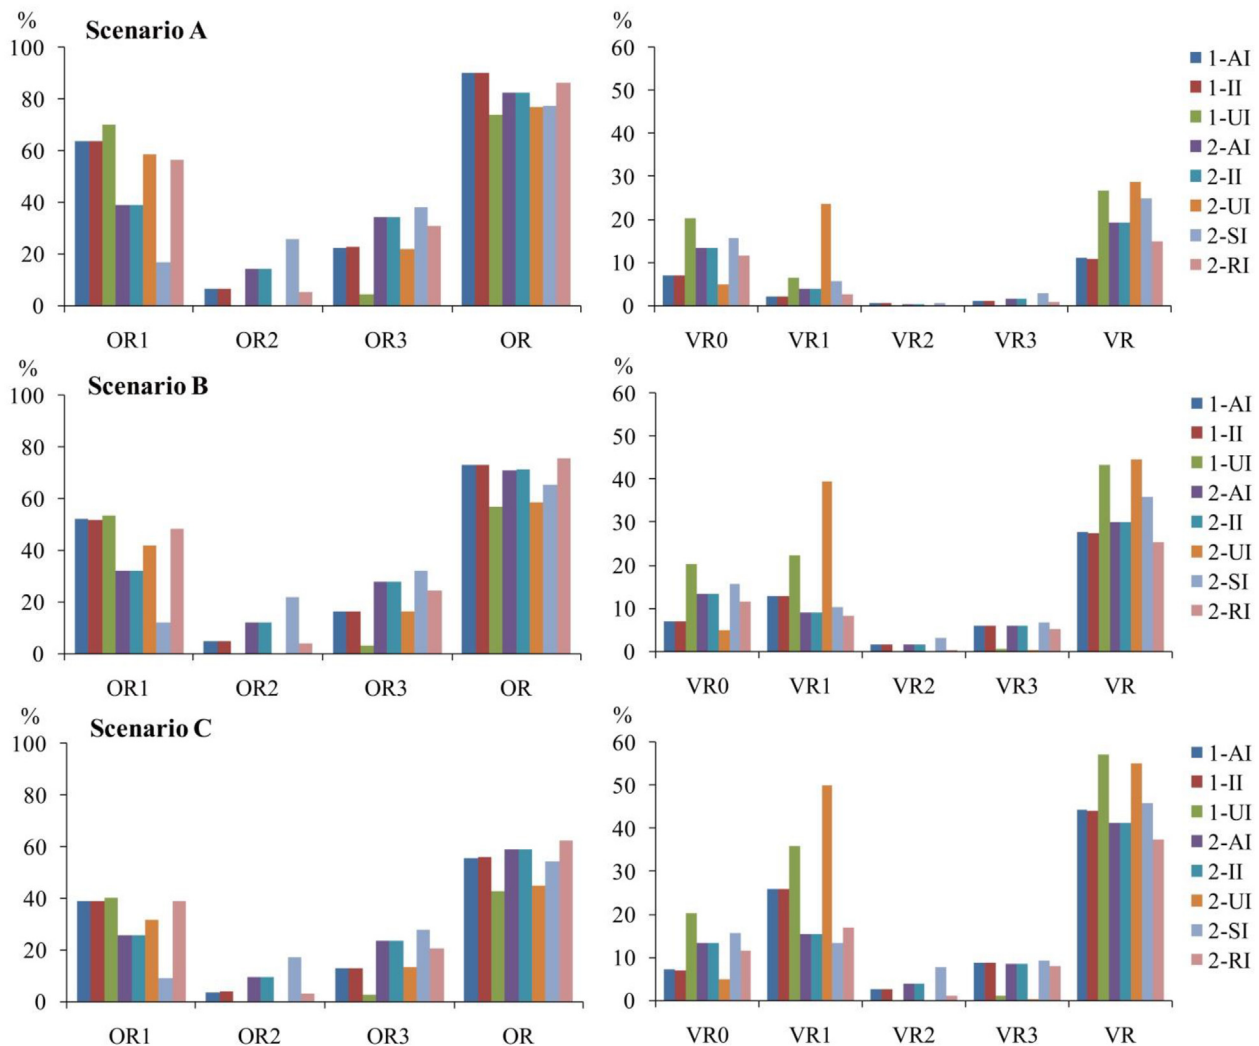 %
Scenario A
100
80
60
40
20
0
OR1 OR2 OR3 OR
%
60
50
40
30
20
10
0
VR0 VR1 VR2 VR3 VR
1-AI
1-II
1-UI
2-AI
2-II
2-UI
2-SI
2-RI
%
Scenario B
100
80
60
40
20
0
OR1 OR2 OR3 OR
%
60
50
40
30
20
10
0
VR0 VR1 VR2 VR3 VR
1-AI
1-II
1-UI
2-AI
2-II
2-UI
2-SI
2-RI
%
Scenario C
100
80
60
40
20
0
OR1 OR2 OR3 OR
%
60
50
40
30
20
10
0
VR0 VR1 VR2 VR3 VR
1-AI
1-II
1-UI
2-AI
2-II
2-UI
2-SI
2-RI